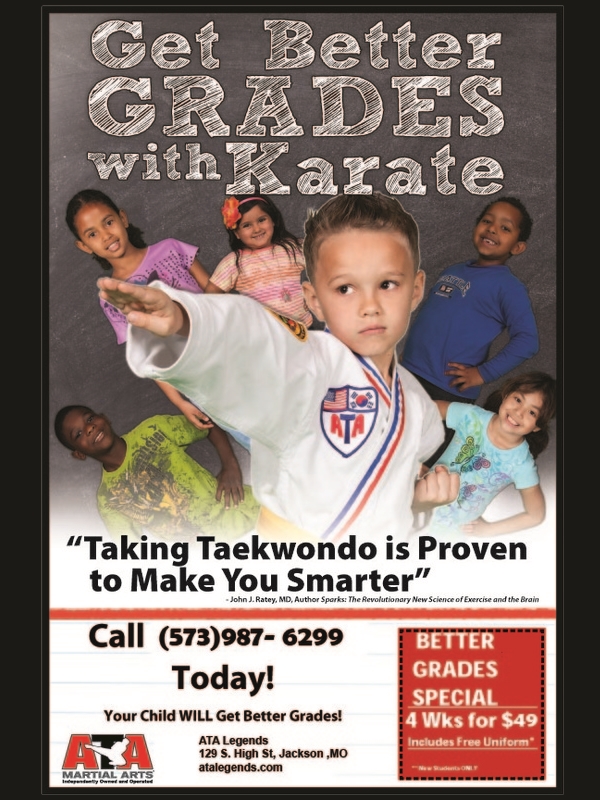 Get Better
GRADES
with Karate
ATA
"Taking Taekwondo is Proven
to Make You Smarter"
- John J. Ratey, MD, Author Sparks: The Revolutionary New Science of Exercise and the Brain
Call (573)987- 6299
Today!
Your Child WILL Get Better Grades!
ATA Legends
129 S. High St, Jackson ,MO
atalegends.com
ATA
MARTIAL ARTS
Independently Owned and Operated
BETTER
GRADES
SPECIAL
4 Wks for $49
Includes Free Uniform*
**New Students ONLY